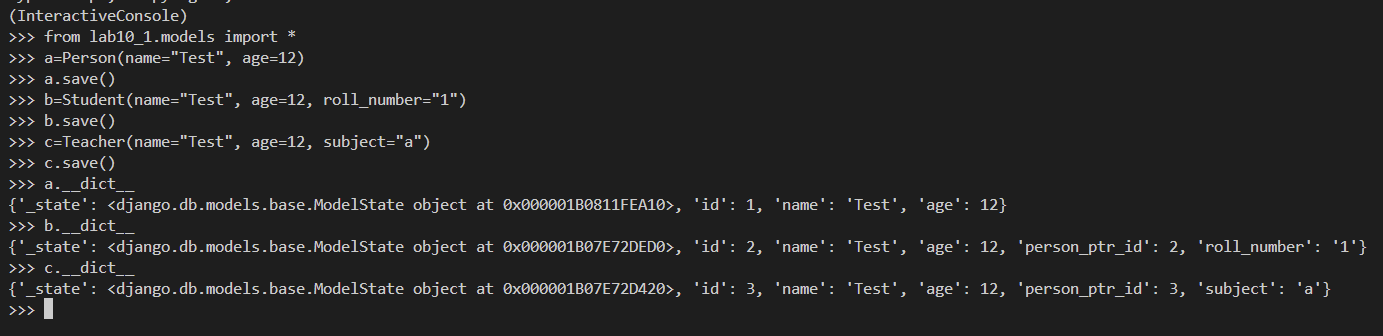 (InteractiveConsole)
>>> from lab10_1.models import *
>>> a=Person(name="Test", age=12)
>>> a.save()
>>> b=Student(name="Test", age=12, roll_number="1")
>>> b.save()
>>> c=Teacher(name="Test", age=12, subject="a")
>>> c.save()
>>> a.__dict__
{'_state': <django.db.models.base.ModelState object at 0x000001B0811FEA10>, 'id': 1, 'name': 'Test', 'age': 12}
>>> b.__dict__
{'_state': <django.db.models.base.ModelState object at 0x000001B07E72DED0>, 'id': 2, 'name': 'Test', 'age': 12, 'person_ptr_id': 2, 'roll_number': '1'}
>>> c.__dict__
{'_state': <django.db.models.base.ModelState object at 0x000001B07E72D420>, 'id': 3, 'name': 'Test', 'age': 12, 'person_ptr_id': 3, 'subject': 'a'}
>>>